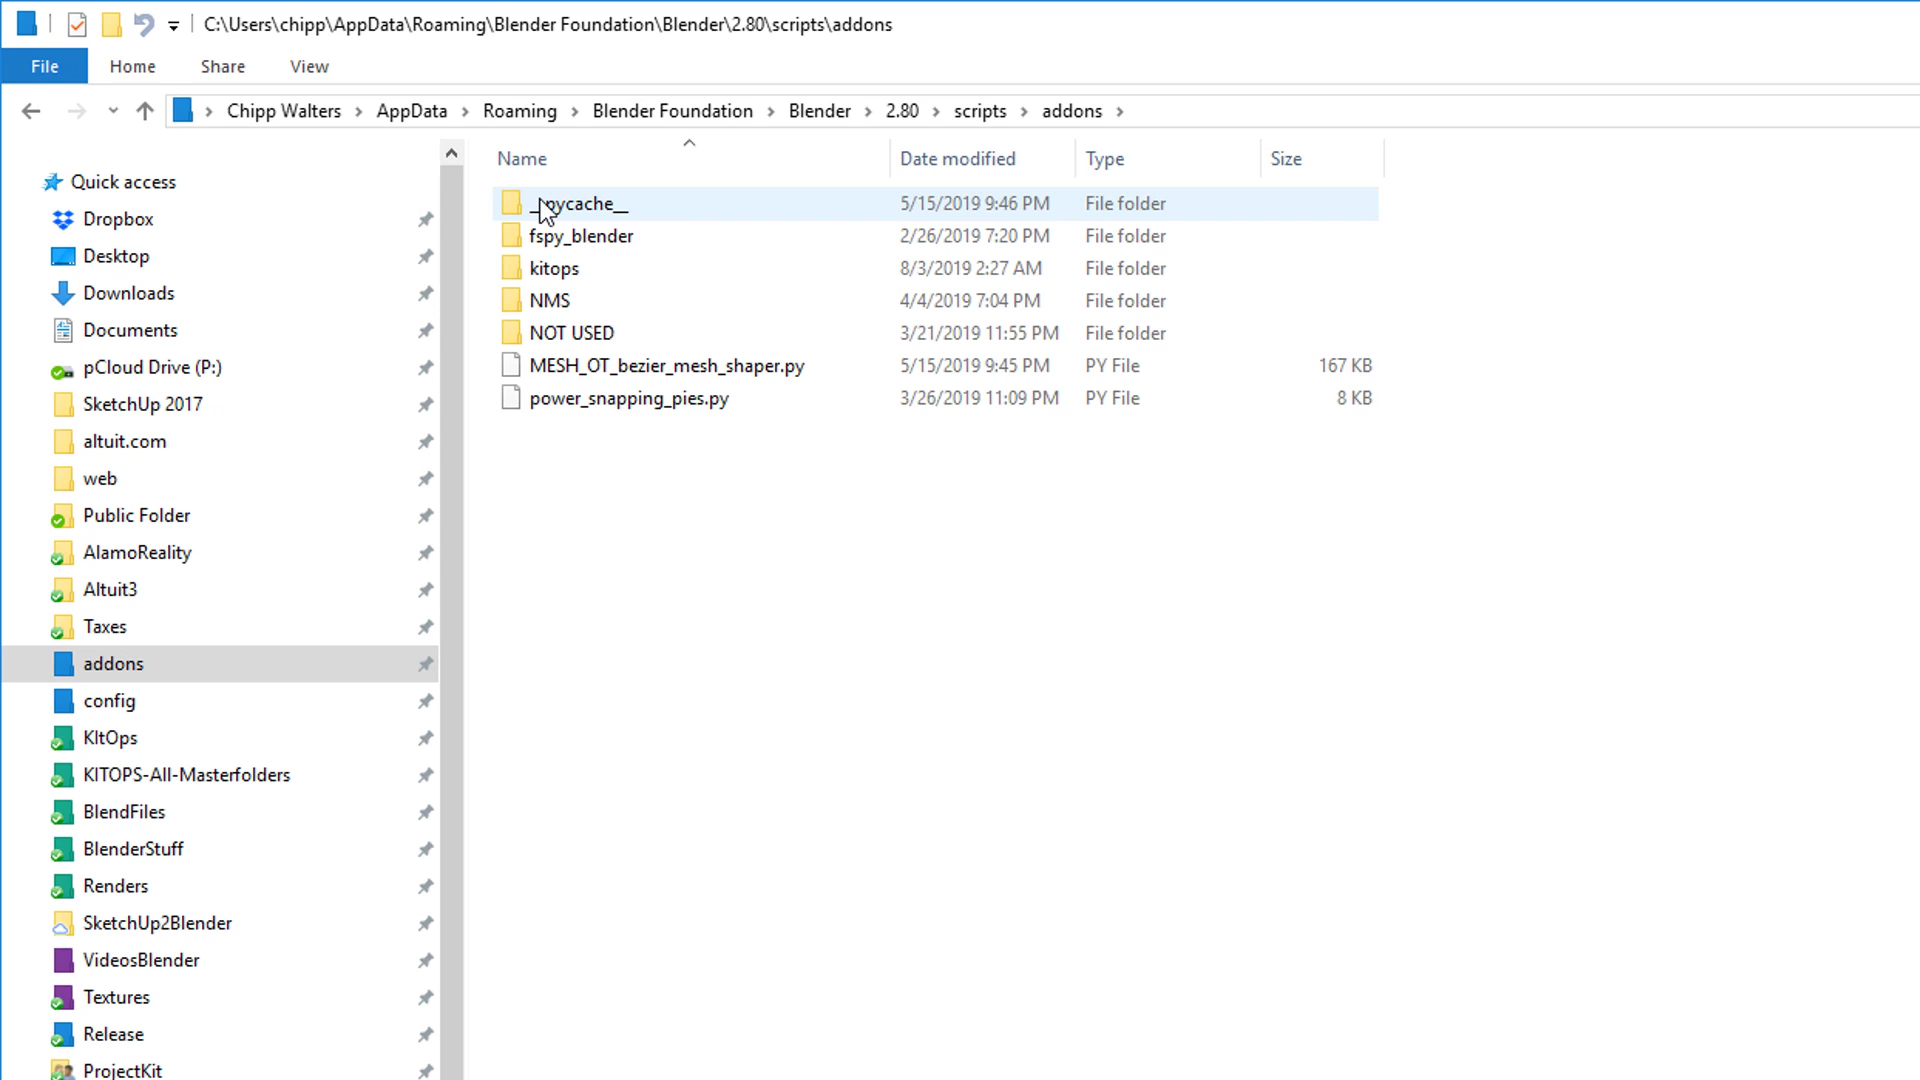 C:\Users\chipp\AppData\Roaming\Blender Foundation\Blender\2.80\scripts\addons
File Home Share View
Chipp Walters AppData Roaming Blender Foundation Blender 2.80 scripts addons
Name Date modified Type Size
__pycache__ 5/15/2019 9:46 PM File folder
fspy_blender 2/26/2019 7:20 PM File folder
kitops 8/3/2019 2:27 AM File folder
NMS 4/4/2019 7:04 PM File folder
NOT USED 3/21/2019 11:55 PM File folder
MESH_OT_bezier_mesh_shaper.py 5/15/2019 9:45 PM PY File 167 KB
power_snapping_pies.py 3/26/2019 11:09 PM PY File 8 KB
Quick access
Dropbox
Desktop
Downloads
Documents
pCloud Drive (P:)
SketchUp 2017
altuit.com
web
Public Folder
AlamoReality
Altuit3
Taxes
addons
config
KItOps
KITOPS-All-Masterfolders
BlendFiles
BlenderStuff
Renders
SketchUp2Blender
VideosBlender
Textures
Release
ProjectKit